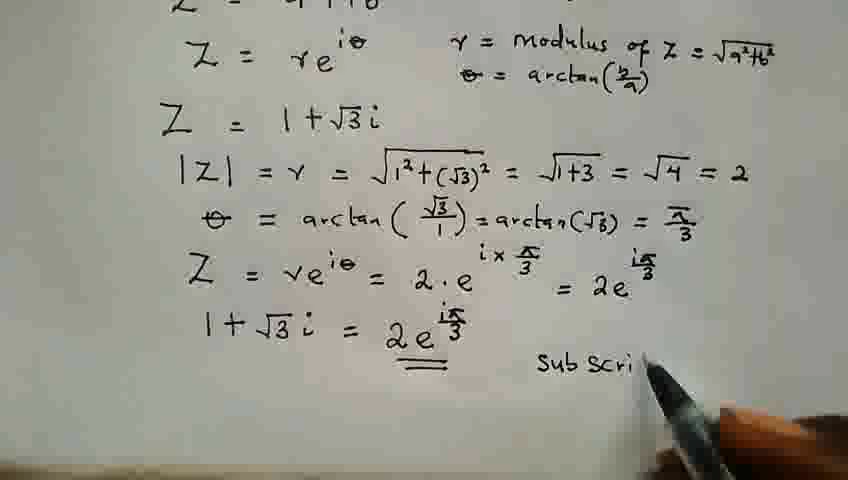 Z = re^{iθ} r = modulus of z = √(a²+b²)
θ = arctan(b/a)
Z = 1 + √3 i
|Z| = r = √(1² + (√3)²) = √(1+3) = √4 = 2
θ = arctan(√3/1) = arctan(√3) = π/3
Z = re^{iθ} = 2 · e^{i × π/3} = 2e^{iπ/3}
1 + √3 i = 2e^{iπ/3}
Sub scri